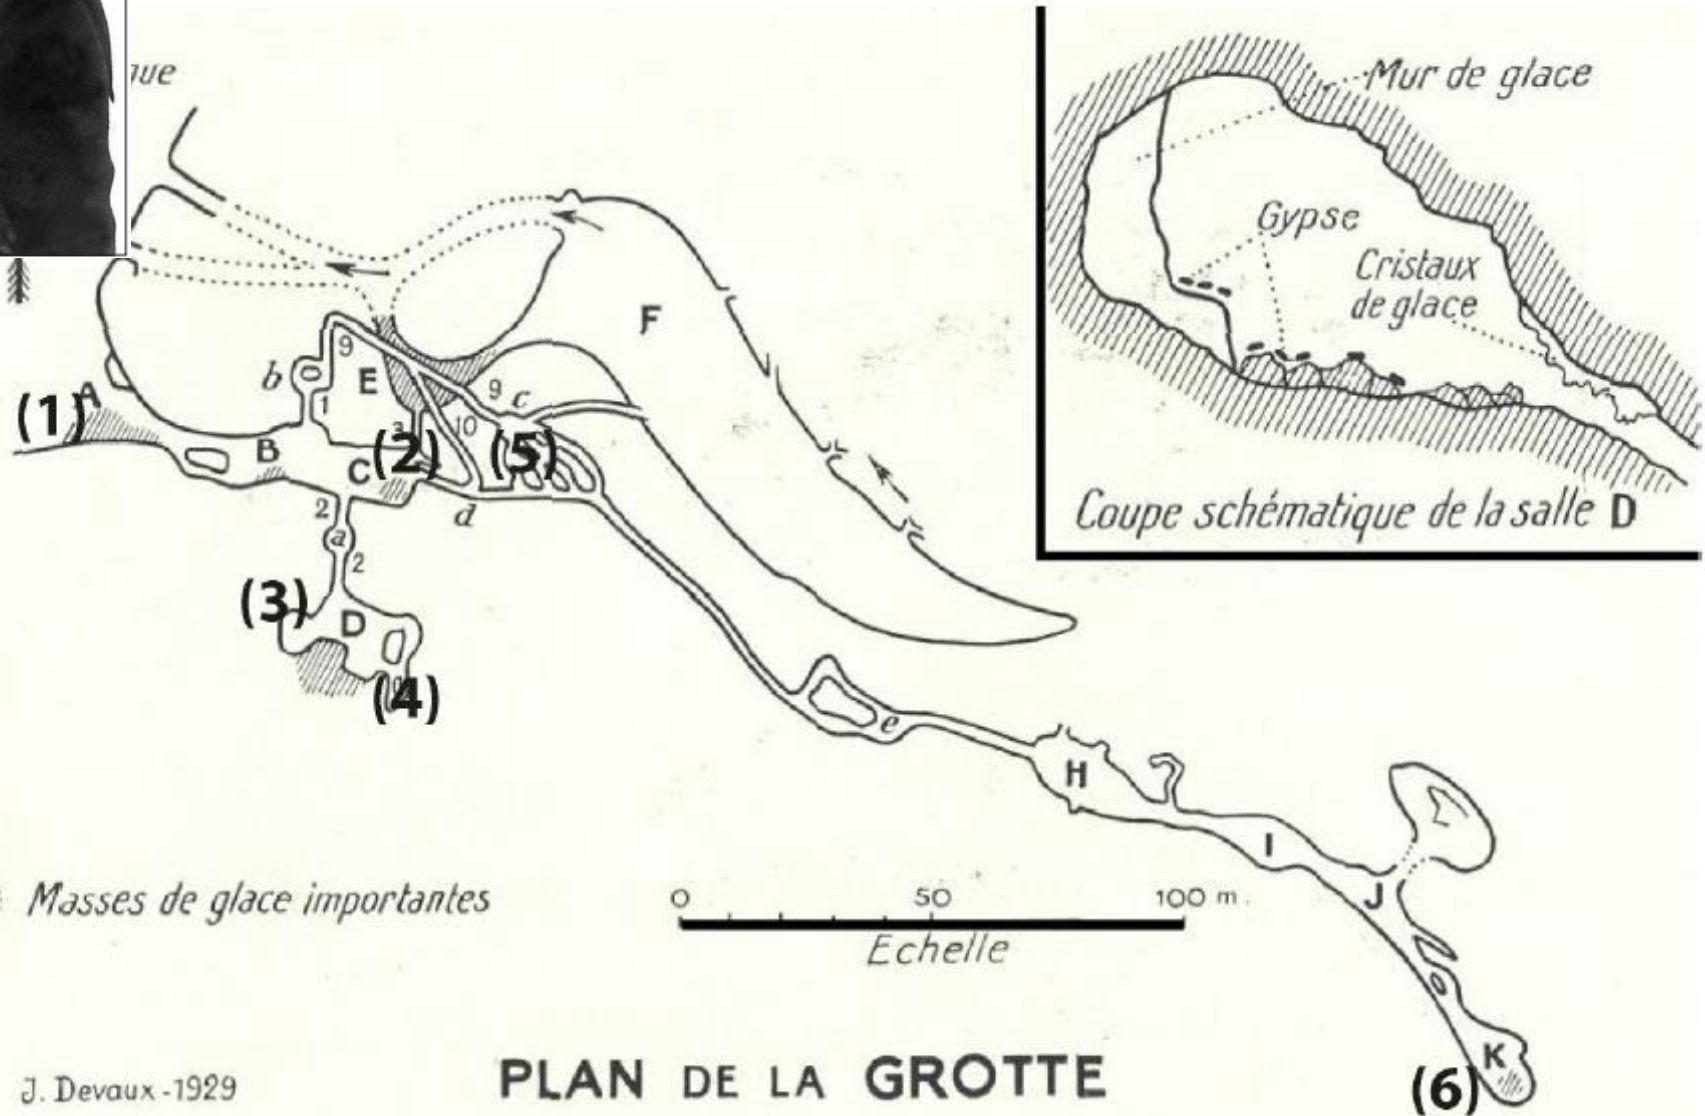 Mur de glace
Gypse
Cristaux
de glace
Coupe schématique de la salle D
F
9
b
E
A
(1)
1
9
c
10
(2)
(5)
B
C
2
d
a
2
(3)
D
(4)
e
H
I
J
K
(6)
Masses de glace importantes
0 50 100 m.
Echelle
J. Devaux - 1929
PLAN DE LA GROTTE